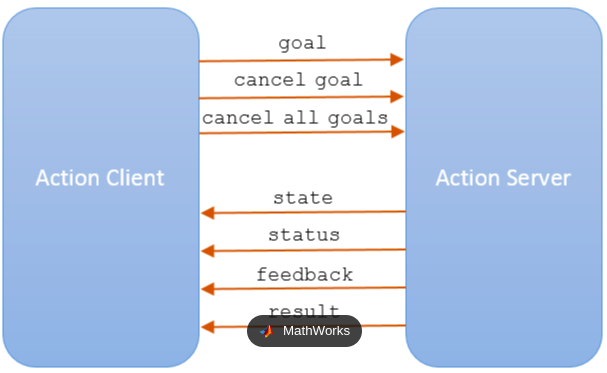 goal
cancel goal
cancel all goals
Action Client
Action Server
state
status
feedback
result
MathWorks